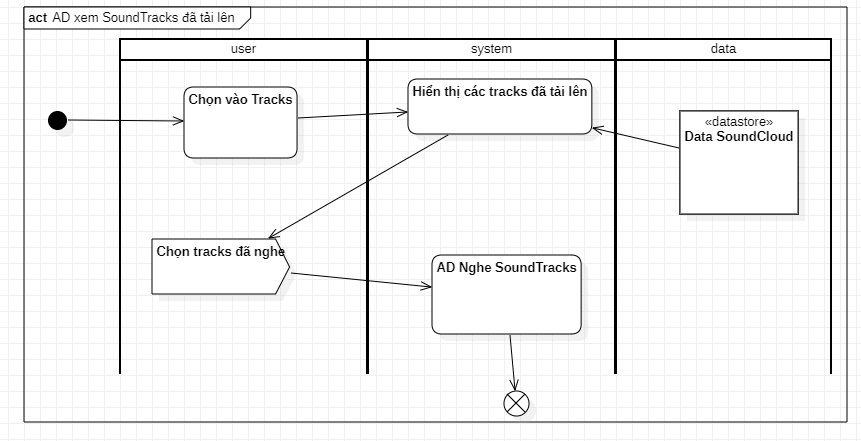 act AD xem SoundTracks đã tải lên
user
system
data
Chọn vào Tracks
Hiển thị các tracks đã tải lên
«datastore»
Data SoundCloud
Chọn tracks đã nghe
AD Nghe SoundTracks